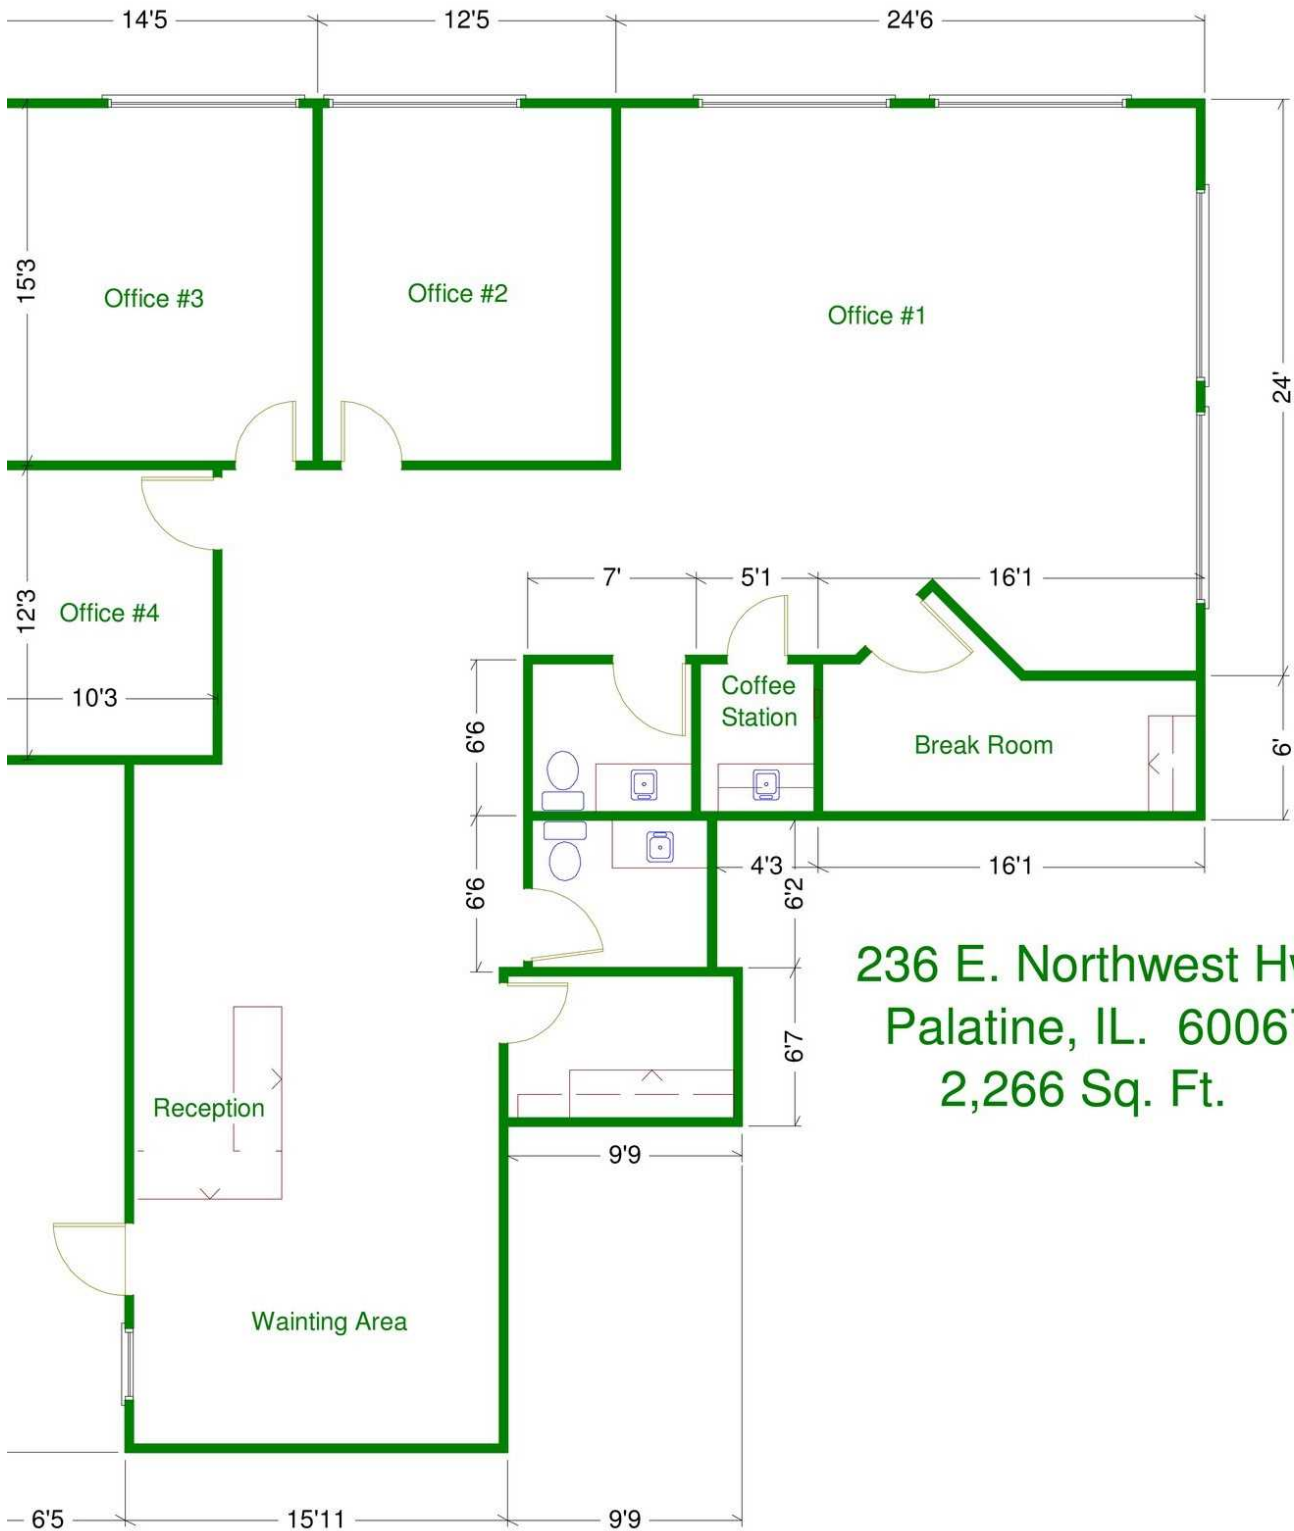 14'5
12'5
24'6
15'3
Office #3
Office #2
Office #1
24'
12'3
Office #4
7'
5'1
16'1
10'3
Coffee
Station
6'6
Break Room
6'
6'6
4'3
6'2
16'1
236 E. Northwest H
Palatine, IL. 6006
2,266 Sq. Ft.
6'7
Reception
9'9
Wainting Area
6'5
15'11
9'9